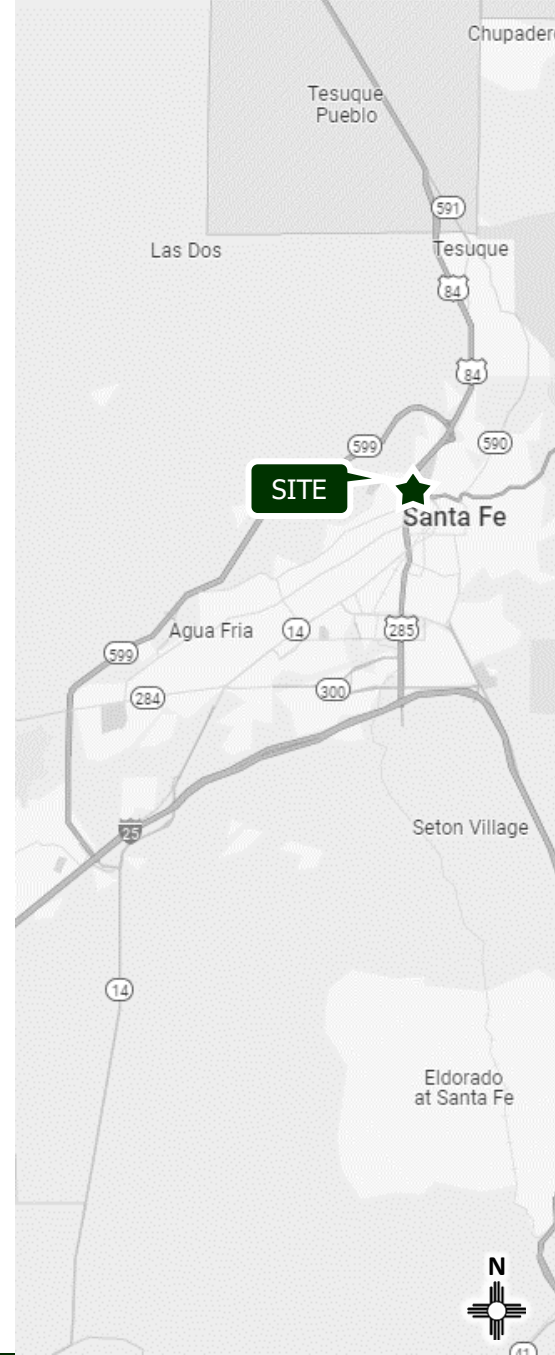 Chupader
Tesuque
Pueblo
591
Las Dos
Tesuque
84
84
599
590
SITE
Santa Fe
Agua Fria
14
285
599
300
284
25
Seton Village
14
Eldorado
at Santa Fe
N
41